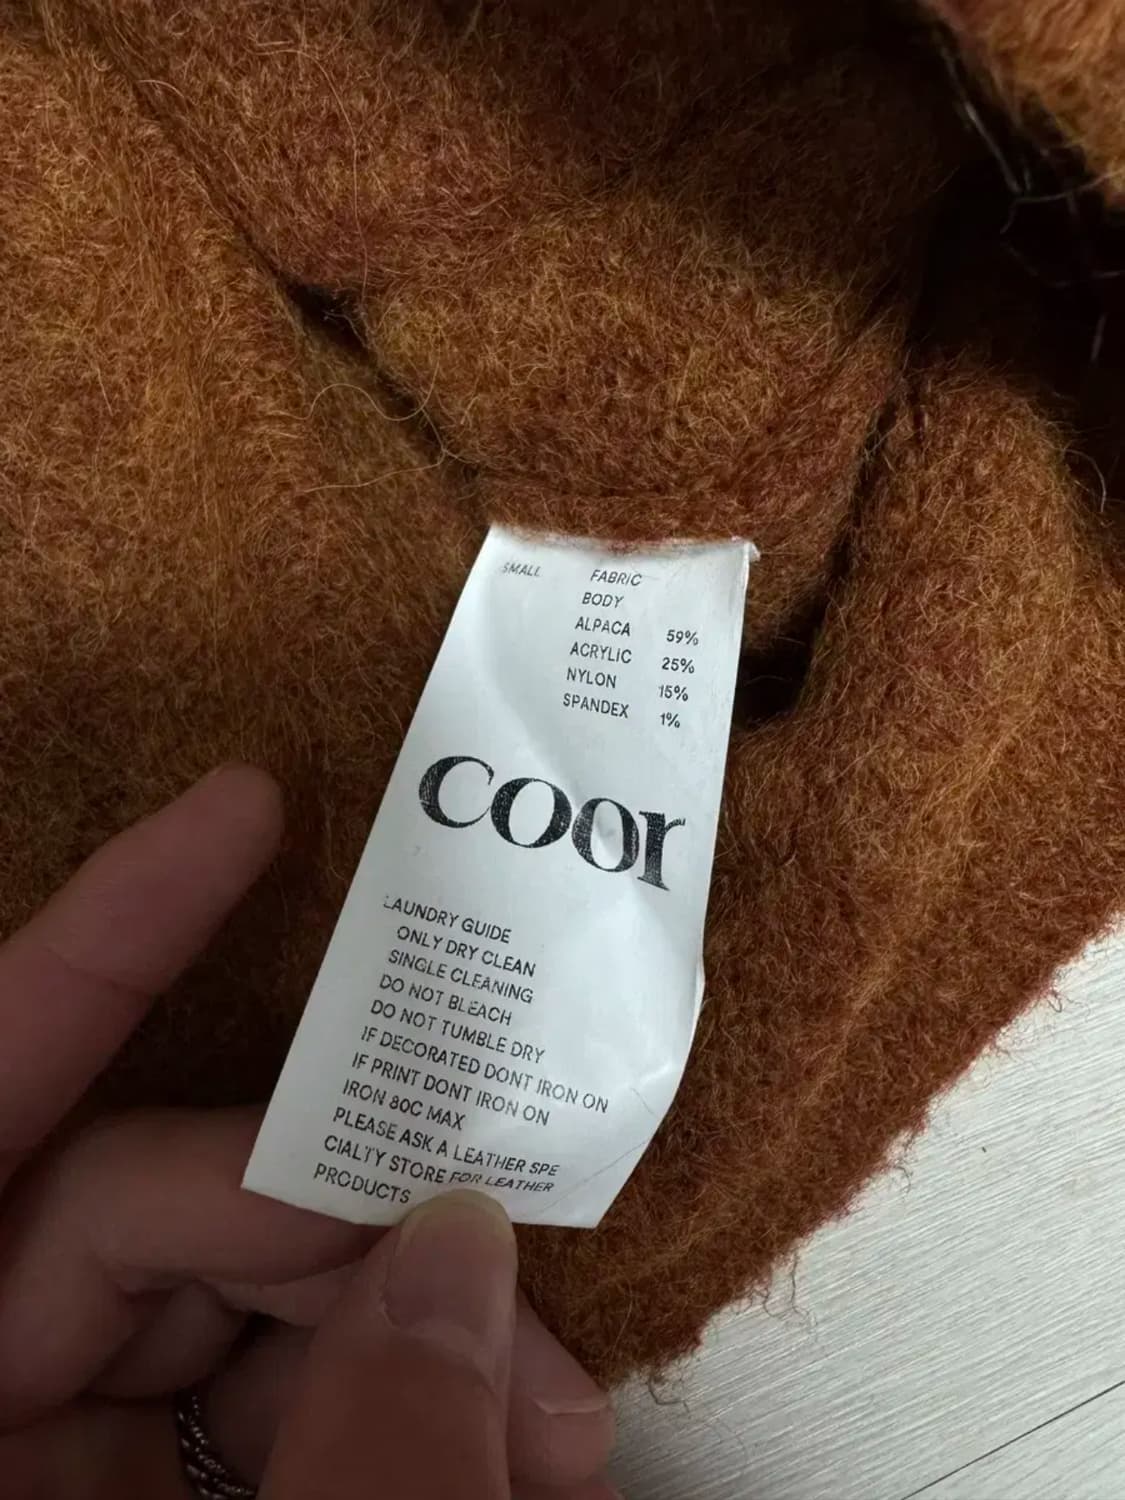 SMALL FABRIC
BODY
ALPACA 59%
ACRYLIC 25%
NYLON 15%
SPANDEX 1%
coor
LAUNDRY GUIDE
ONLY DRY CLEAN
SINGLE CLEANING
DO NOT BLEACH
DO NOT TUMBLE DRY
IF DECORATED DONT IRON ON
IF PRINT DONT IRON ON
IRON 80C MAX
PLEASE ASK A LEATHER SPE
CIALTY STORE FOR LEATHER
PRODUCTS